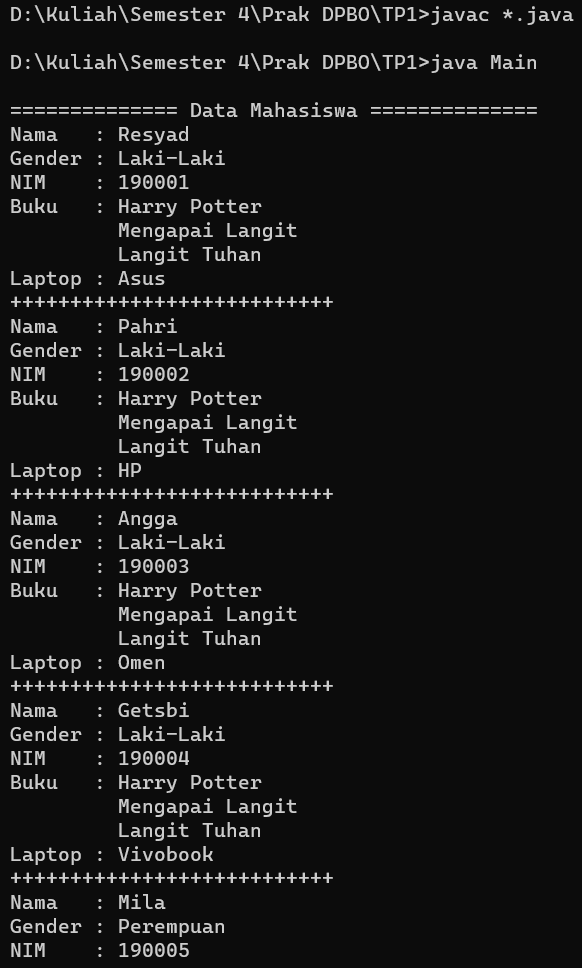 D:\Kuliah\Semester 4\Prak DPBO\TP1>javac *.java
D:\Kuliah\Semester 4\Prak DPBO\TP1>java Main
============== Data Mahasiswa ==============
Nama   : Resyad
Gender : Laki-Laki
NIM    : 190001
Buku   : Harry Potter
         Mengapai Langit
         Langit Tuhan
Laptop : Asus
+++++++++++++++++++++++++++
Nama   : Pahri
Gender : Laki-Laki
NIM    : 190002
Buku   : Harry Potter
         Mengapai Langit
         Langit Tuhan
Laptop : HP
+++++++++++++++++++++++++++
Nama   : Angga
Gender : Laki-Laki
NIM    : 190003
Buku   : Harry Potter
         Mengapai Langit
         Langit Tuhan
Laptop : Omen
+++++++++++++++++++++++++++
Nama   : Getsbi
Gender : Laki-Laki
NIM    : 190004
Buku   : Harry Potter
         Mengapai Langit
         Langit Tuhan
Laptop : Vivobook
+++++++++++++++++++++++++++
Nama   : Mila
Gender : Perempuan
NIM    : 190005